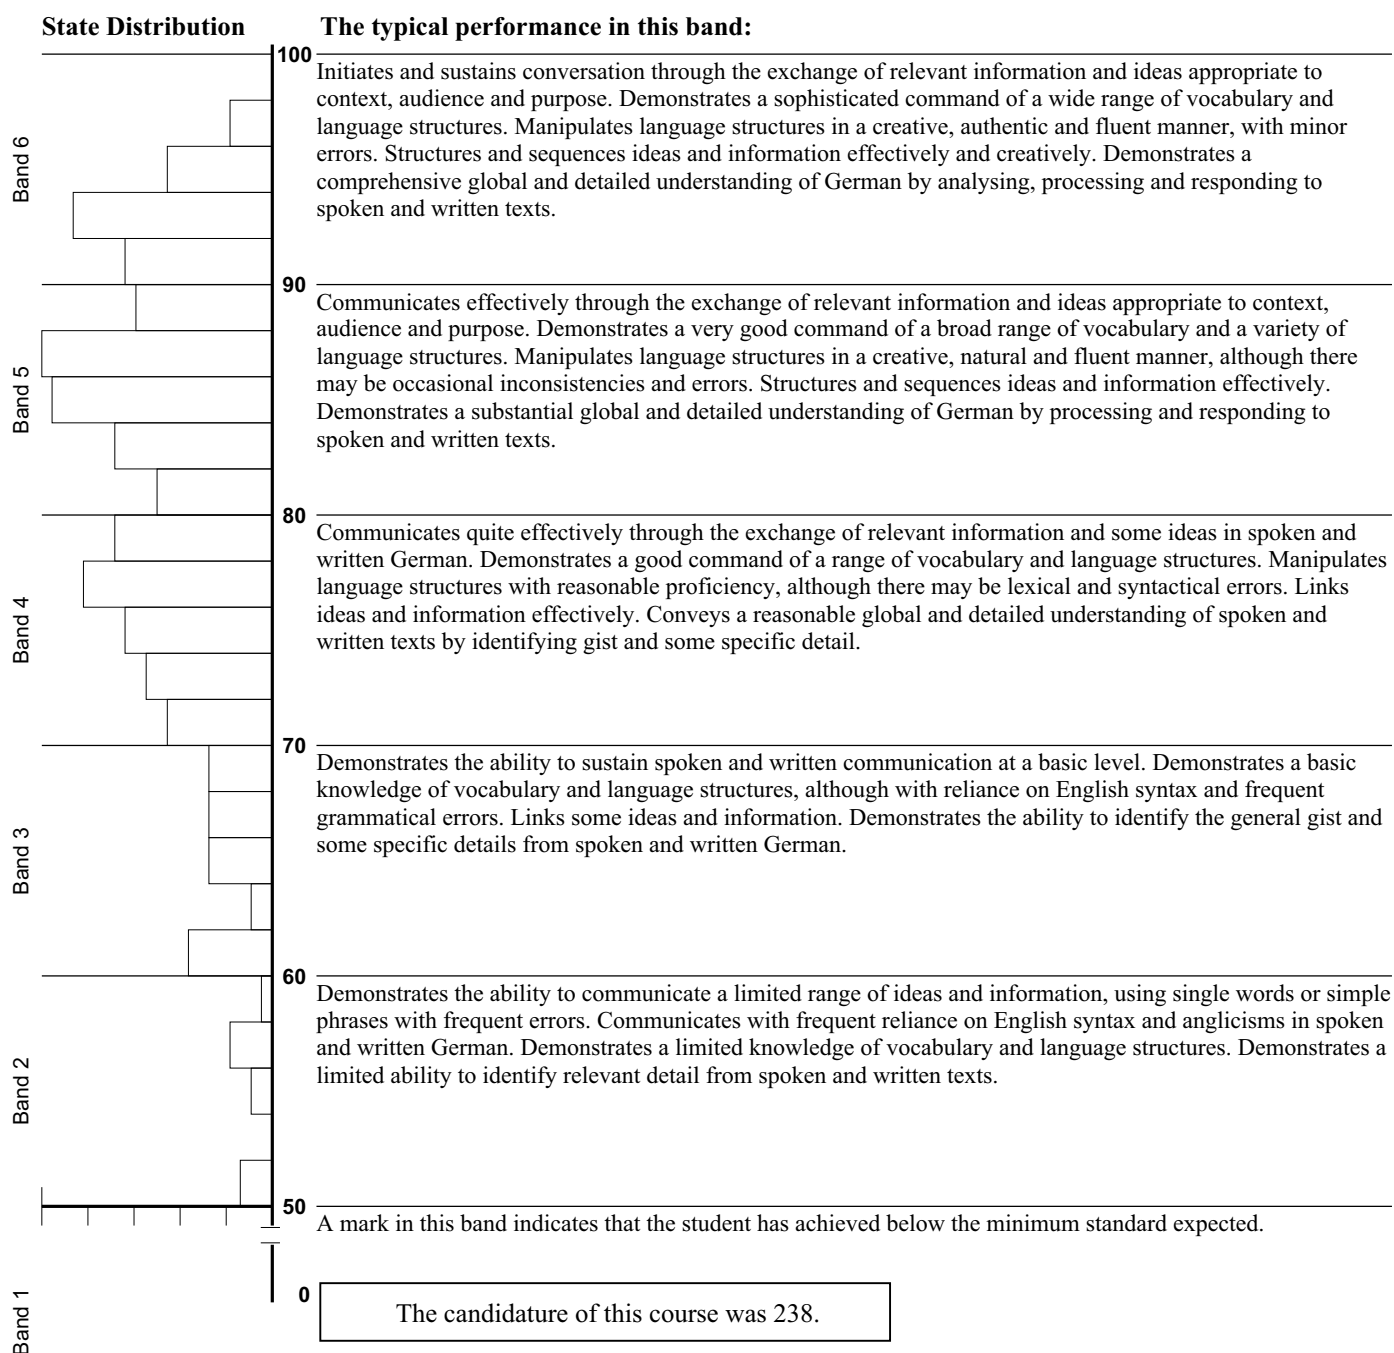 State Distribution
The typical performance in this band:
100
Band 6
Initiates and sustains conversation through the exchange of relevant information and ideas appropriate to
context, audience and purpose. Demonstrates a sophisticated command of a wide range of vocabulary and
language structures. Manipulates language structures in a creative, authentic and fluent manner, with minor
errors. Structures and sequences ideas and information effectively and creatively. Demonstrates a
comprehensive global and detailed understanding of German by analysing, processing and responding to
spoken and written texts.
90
Band 5
Communicates effectively through the exchange of relevant information and ideas appropriate to context,
audience and purpose. Demonstrates a very good command of a broad range of vocabulary and a variety of
language structures. Manipulates language structures in a creative, natural and fluent manner, although there
may be occasional inconsistencies and errors. Structures and sequences ideas and information effectively.
Demonstrates a substantial global and detailed understanding of German by processing and responding to
spoken and written texts.
80
Band 4
Communicates quite effectively through the exchange of relevant information and some ideas in spoken and
written German. Demonstrates a good command of a range of vocabulary and language structures. Manipulates
language structures with reasonable proficiency, although there may be lexical and syntactical errors. Links
ideas and information effectively. Conveys a reasonable global and detailed understanding of spoken and
written texts by identifying gist and some specific detail.
70
Band 3
Demonstrates the ability to sustain spoken and written communication at a basic level. Demonstrates a basic
knowledge of vocabulary and language structures, although with reliance on English syntax and frequent
grammatical errors. Links some ideas and information. Demonstrates the ability to identify the general gist and
some specific details from spoken and written German.
60
Band 2
Demonstrates the ability to communicate a limited range of ideas and information, using single words or simple
phrases with frequent errors. Communicates with frequent reliance on English syntax and anglicisms in spoken
and written German. Demonstrates a limited knowledge of vocabulary and language structures. Demonstrates a
limited ability to identify relevant detail from spoken and written texts.
50
A mark in this band indicates that the student has achieved below the minimum standard expected.
Band 1
0
The candidature of this course was 238.